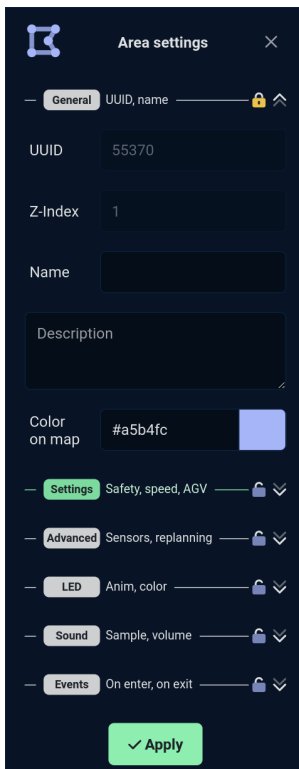 Area settings
General UUID, name
UUID 55370
Z-Index 1
Name
Description
Color
on map
#a5b4fc
Settings Safety, speed, AGV
Advanced Sensors, replanning
LED Anim, color
Sound Sample, volume
Events On enter, on exit
Apply